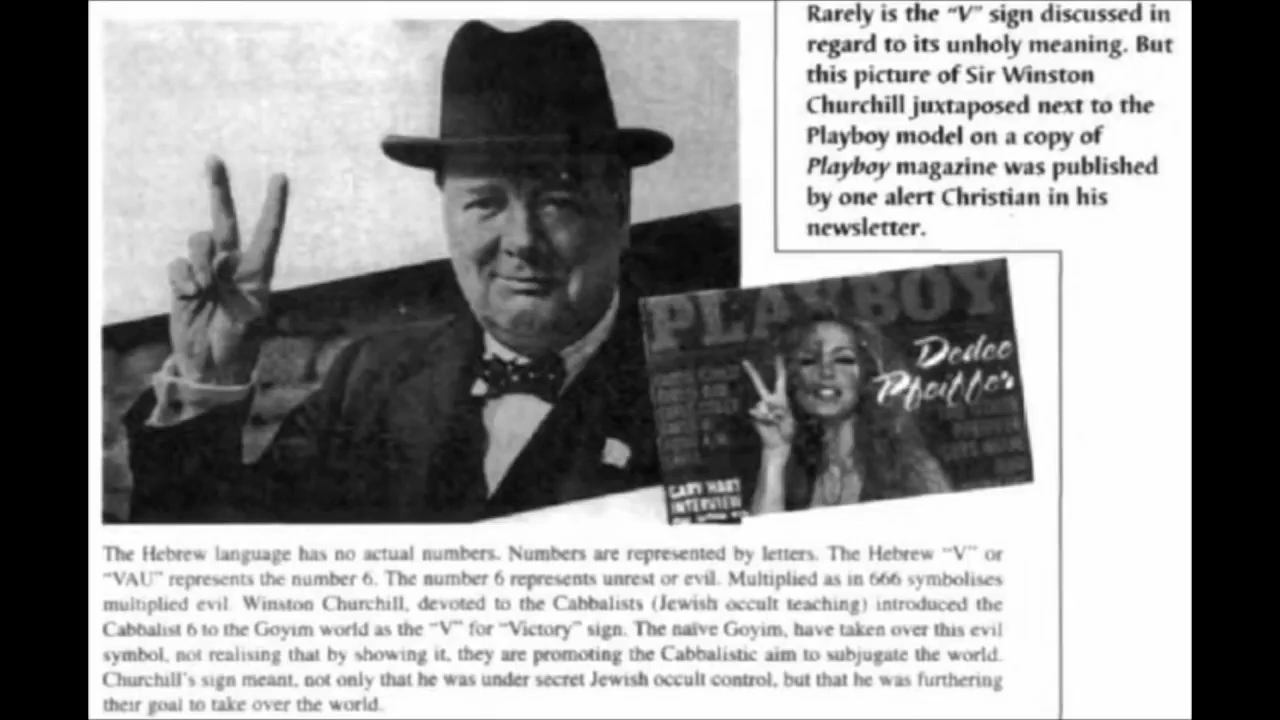 Rarely is the “V” sign discussed in
regard to its unholy meaning. But
this picture of Sir Winston
Churchill juxtaposed next to the
Playboy model on a copy of
Playboy magazine was published
by one alert Christian in his
newsletter.
PLAYBOY
Dedee
Pfeiffer
GARY HART
INTERVIEW
The Hebrew language has no actual numbers. Numbers are represented by letters. The Hebrew “V” or
“VAU” represents the number 6. The number 6 represents unrest or evil. Multiplied as in 666 symbolises
multiplied evil. Winston Churchill, devoted to the Cabbalists (Jewish occult teaching) introduced the
Cabbalist 6 to the Goyim world as the “V” for “Victory” sign. The naïve Goyim, have taken over this evil
symbol, not realising that by showing it, they are promoting the Cabbalistic aim to subjugate the world.
Churchill's sign meant, not only that he was under secret Jewish occult control, but that he was furthering
their goal to take over the world.